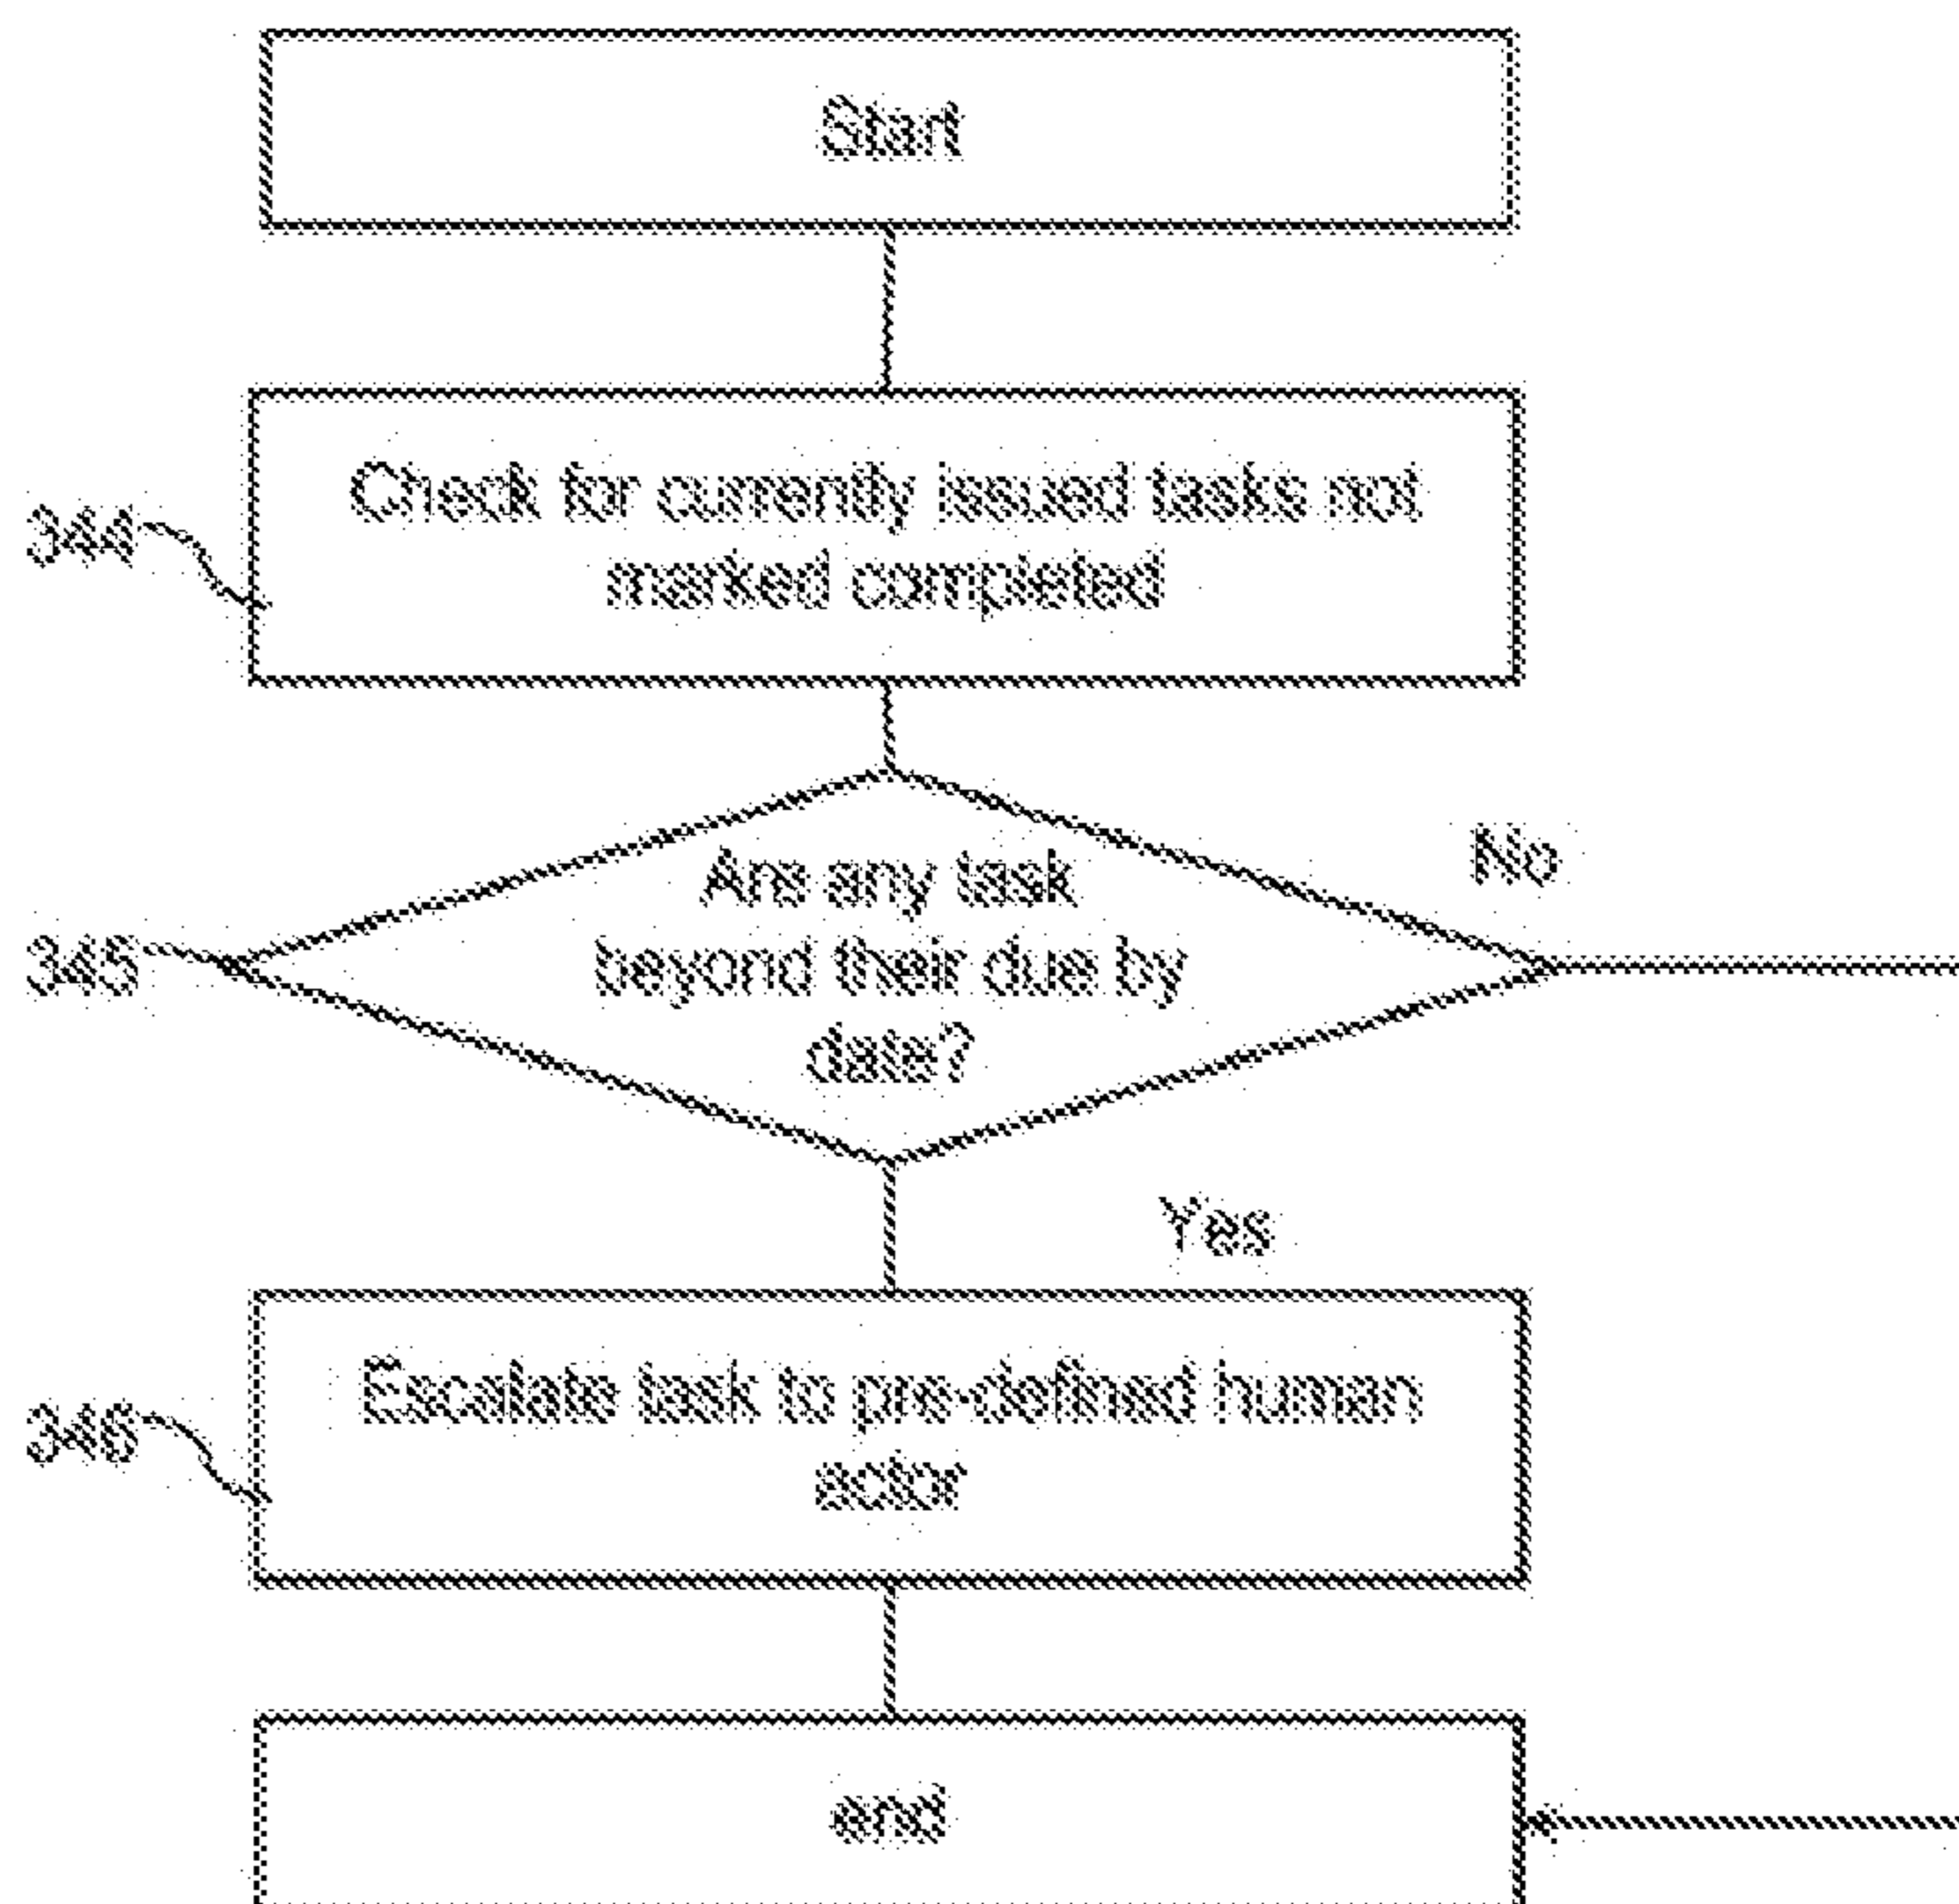 Start
344
Check for currently issued tasks not
marked completed
345
Are any task
beyond their due by
date?
No
Yes
346
Escalate task to pre-defined human
actor
end